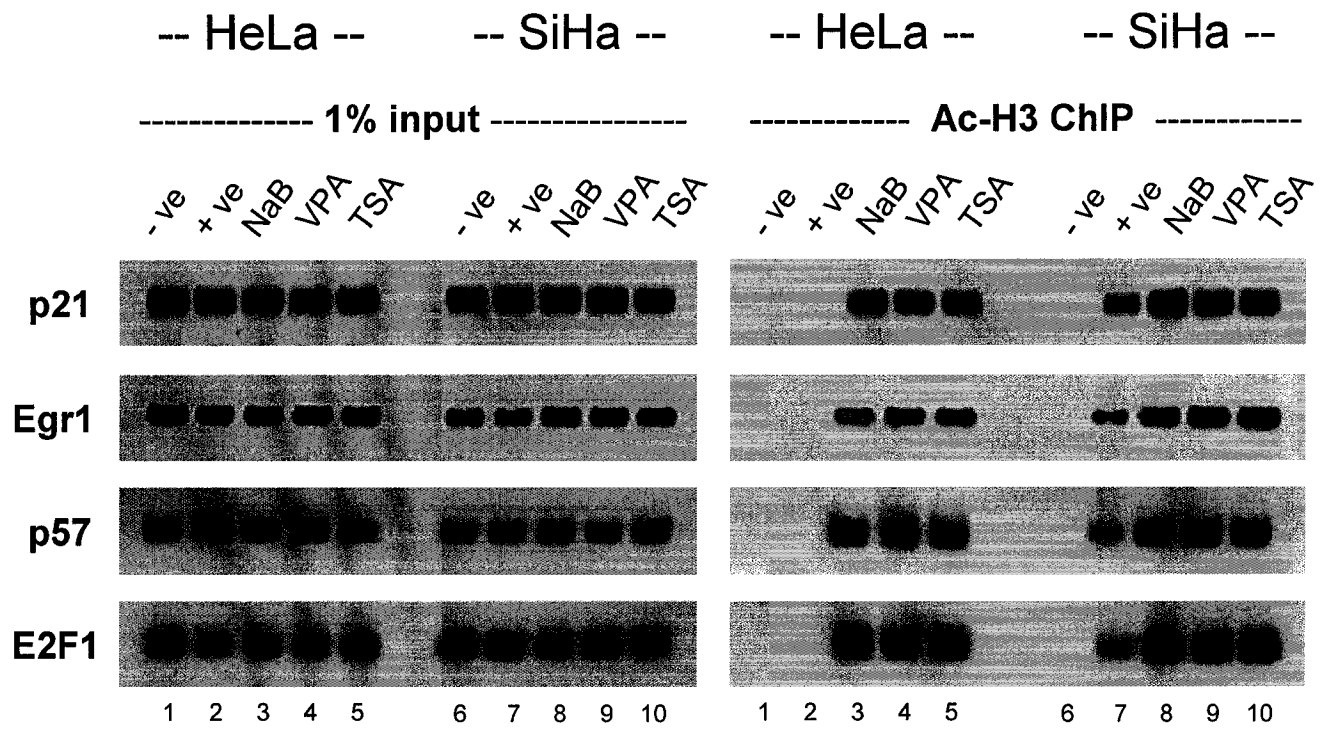 -- HeLa -- -- SiHa -- -- HeLa -- -- SiHa --
-------------- 1% input ---------------- ------------- Ac-H3 ChIP ------------
- ve + ve NaB VPA TSA - ve + ve NaB VPA TSA - ve + ve NaB VPA TSA - ve + ve NaB VPA TSA
p21
Egr1
p57
E2F1
1 2 3 4 5 6 7 8 9 10 1 2 3 4 5 6 7 8 9 10